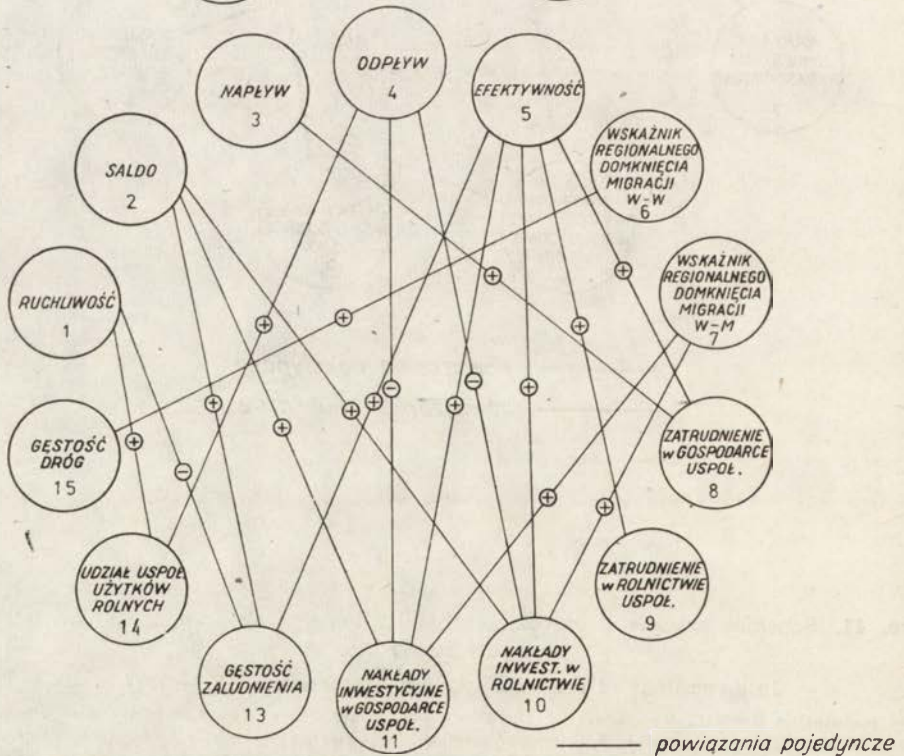 ODPŁYW
4
NAPŁYW
3
EFEKTYWNOŚĆ
5
SALDO
2
WSKAŹNIK
REGIONALNEGO
DOMKNIĘCIA
MIGRACJI
W-W
6
RUCHLIWOŚĆ
1
WSKAŹNIK
REGIONALNEGO
DOMKNIĘCIA
MIGRACJI
W-M
7
GĘSTOŚĆ
DRÓG
15
ZATRUDNIENIE
w GOSPODARCE
USPOŁ.
8
UDZIAŁ USPOŁ.
UŻYTKÓW
ROLNYCH
14
ZATRUDNIENIE
w ROLNICTWIE
USPOŁ.
9
GĘSTOŚĆ
ZALUDNIENIA
13
NAKŁADY
INWESTYCYJNE
w GOSPODARCE
USPOŁ.
11
NAKŁADY
INWEST. w
ROLNICTWIE
10
powiązania pojedyncze